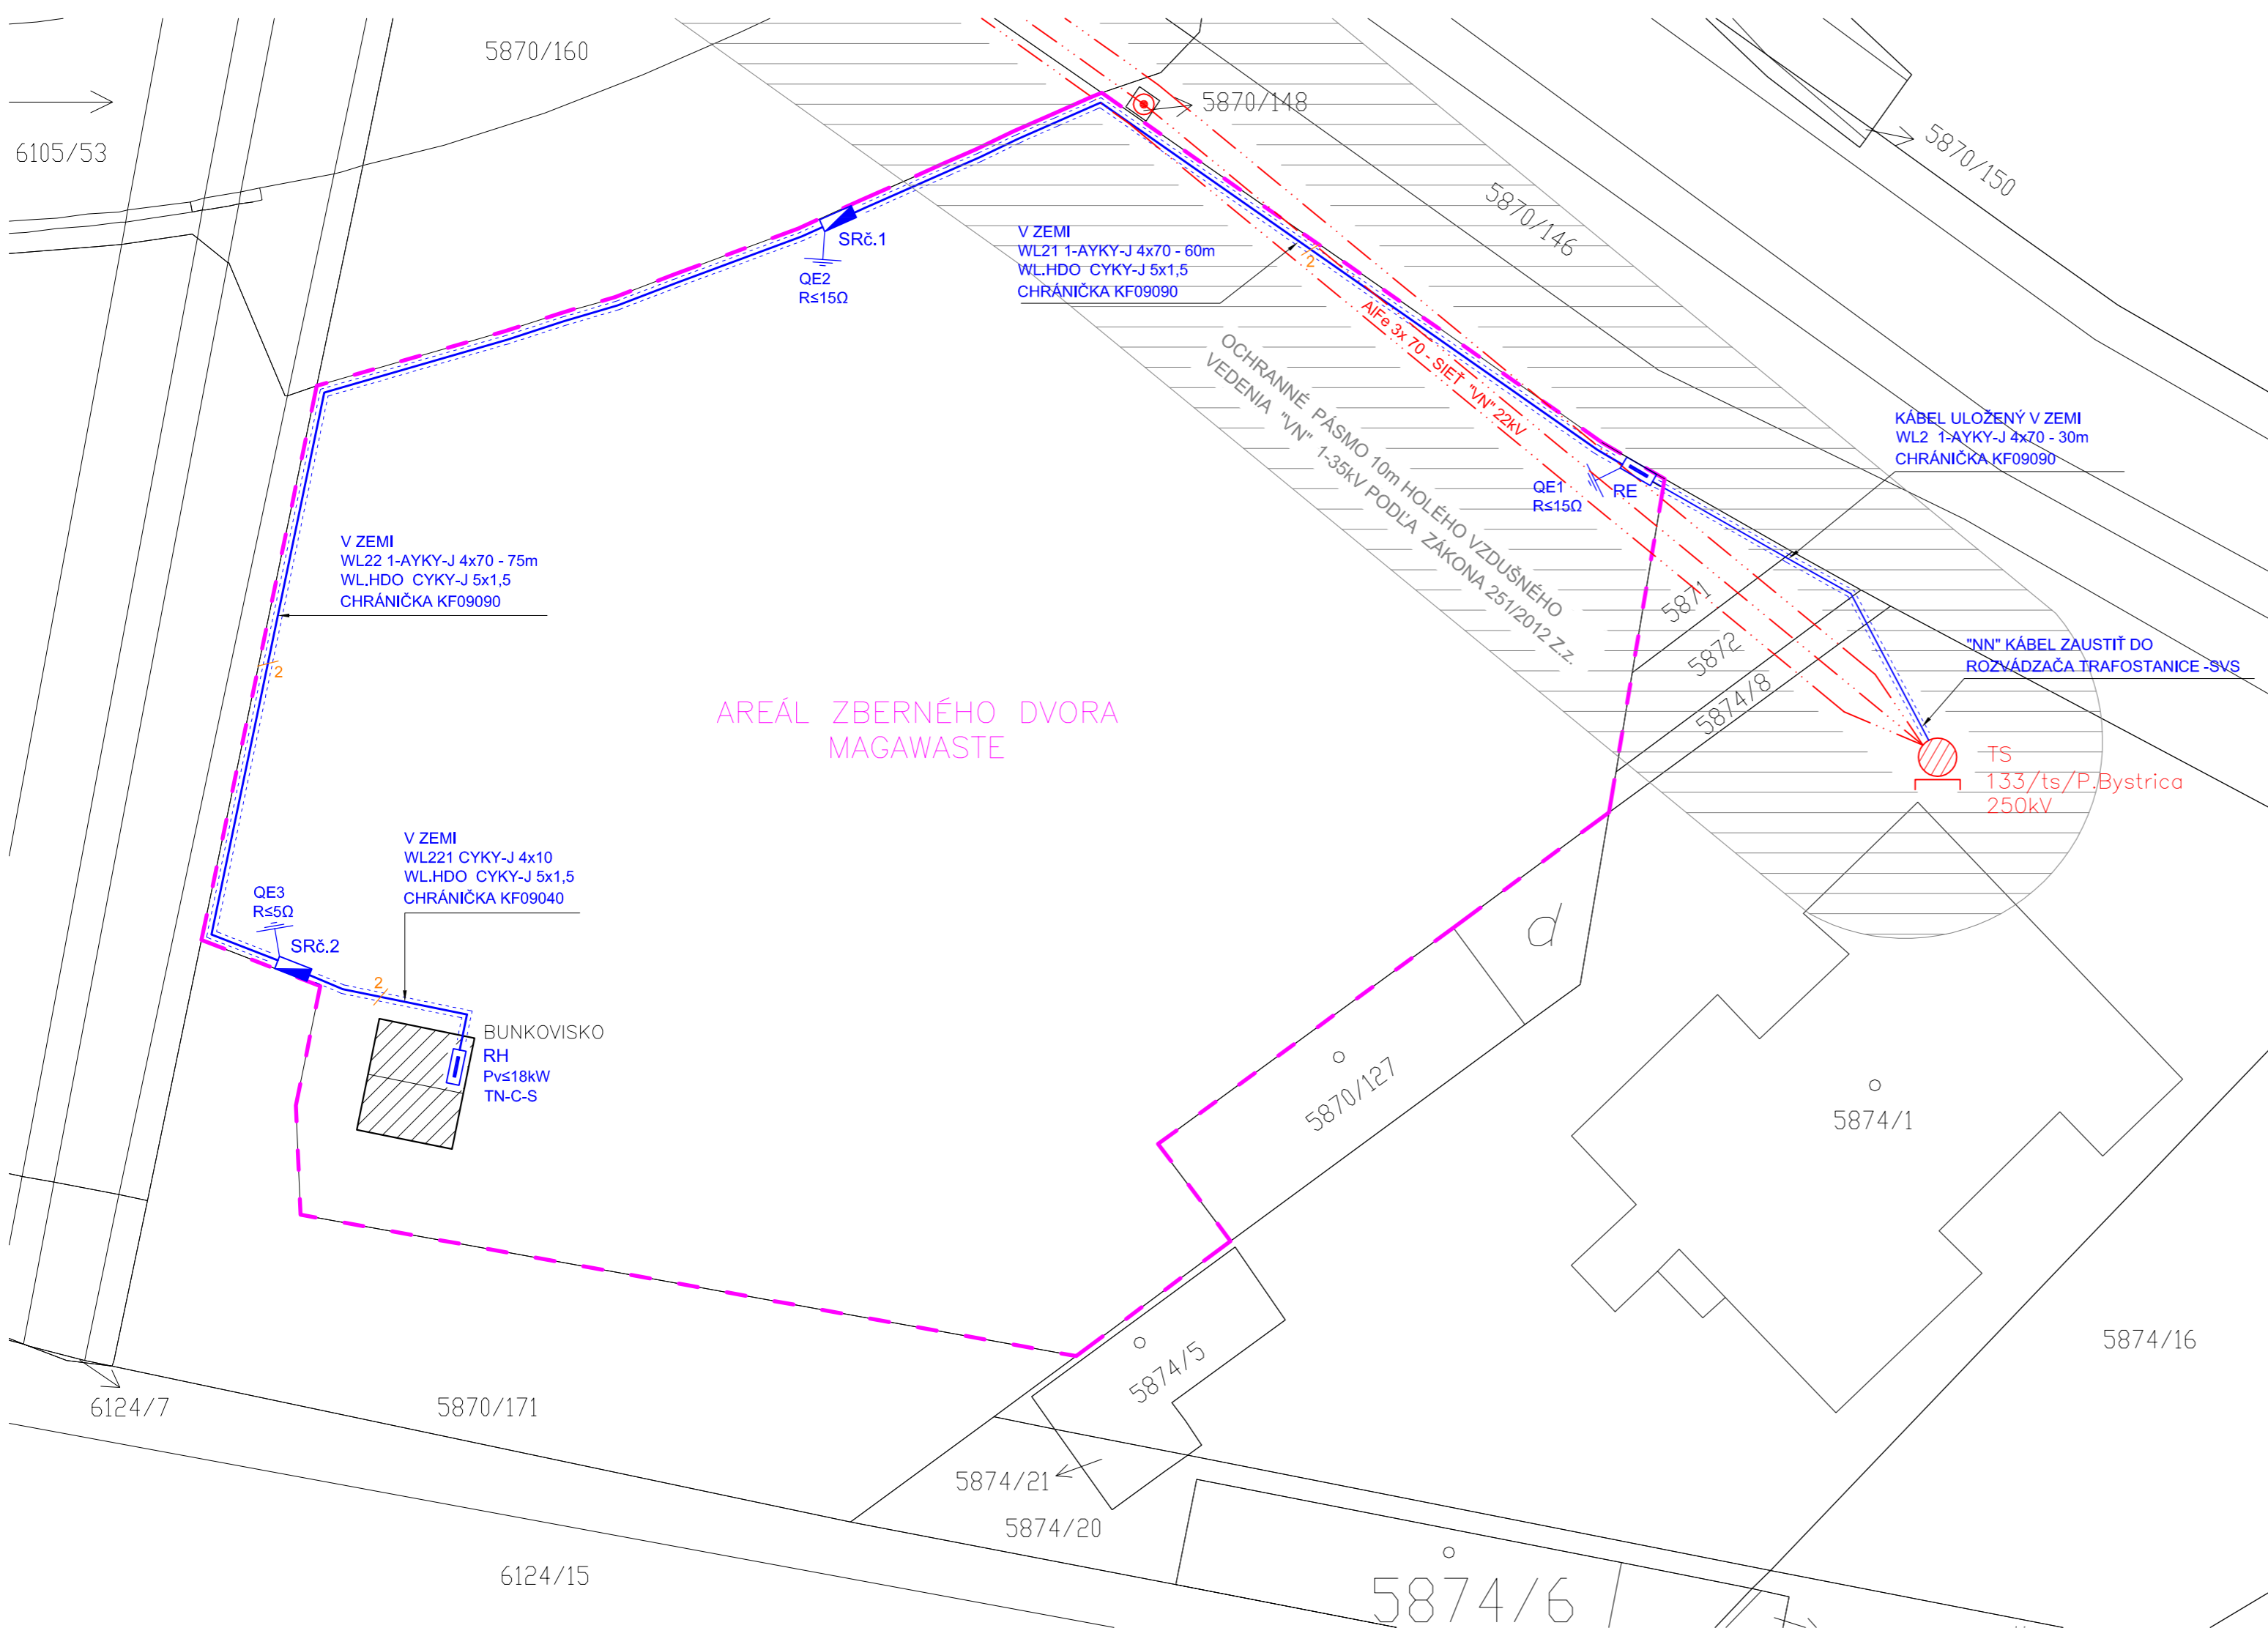 5870/160
6105/53
5870/148
5870/150
5870/146
SRč.1
QE2
R≤15Ω
V ZEMI
WL21 1-AYKY-J 4x70 - 60m
WL.HDO CYKY-J 5x1,5
CHRÁNIČKA KF09090
2
AlFe 3x 70 - SIEŤ "VN" 22kV
OCHRANNÉ PÁSMO 10m HOLÉHO VZDUŠNÉHO
VEDENIA "VN" 1-35kV PODĽA ZÁKONA 251/2012 Z.z.
KÁBEL ULOŽENÝ V ZEMI
WL2 1-AYKY-J 4x70 - 30m
CHRÁNIČKA KF09090
QE1
R≤15Ω
RE
V ZEMI
WL22 1-AYKY-J 4x70 - 75m
WL.HDO CYKY-J 5x1,5
CHRÁNIČKA KF09090
2
5871
5872
5874/8
"NN" KÁBEL ZAUSTIŤ DO
ROZVÁDZAČA TRAFOSTANICE -SVS
AREÁL ZBERNÉHO DVORA
MAGAWASTE
TS
133/ts/P.Bystrica
250kV
V ZEMI
WL221 CYKY-J 4x10
WL.HDO CYKY-J 5x1,5
CHRÁNIČKA KF09040
QE3
R≤5Ω
SRč.2
2
d
BUNKOVISKO
RH
Pv≤18kW
TN-C-S
5870/127
5874/1
5874/16
5874/5
6124/7
5870/171
5874/21
5874/20
6124/15
5874/6